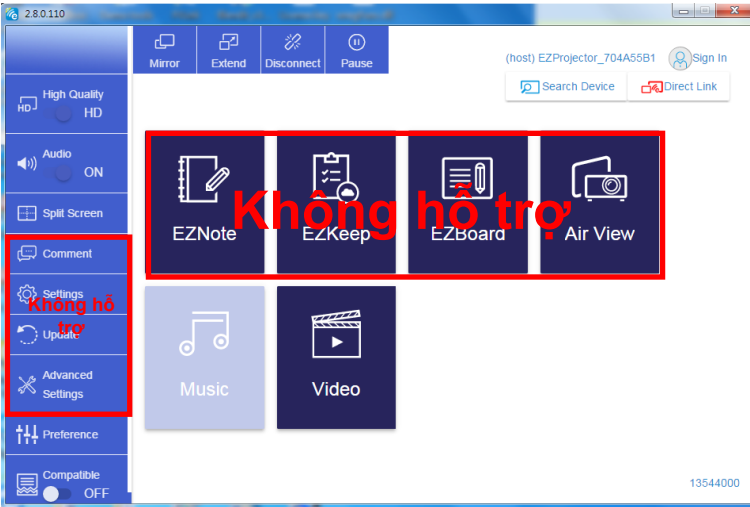 2.8.0.110
Mirror
Extend
Disconnect
Pause
(host) EZProjector_704A55B1
Sign In
Search Device
Direct Link
HD
High Quality
HD
Audio
ON
Split Screen
Comment
Settings
Update
Advanced
Settings
Không hỗ
trợ
Preference
Compatible
OFF
EZNote
EZKeep
EZBoard
Air View
Không hỗ trợ
Music
Video
13544000